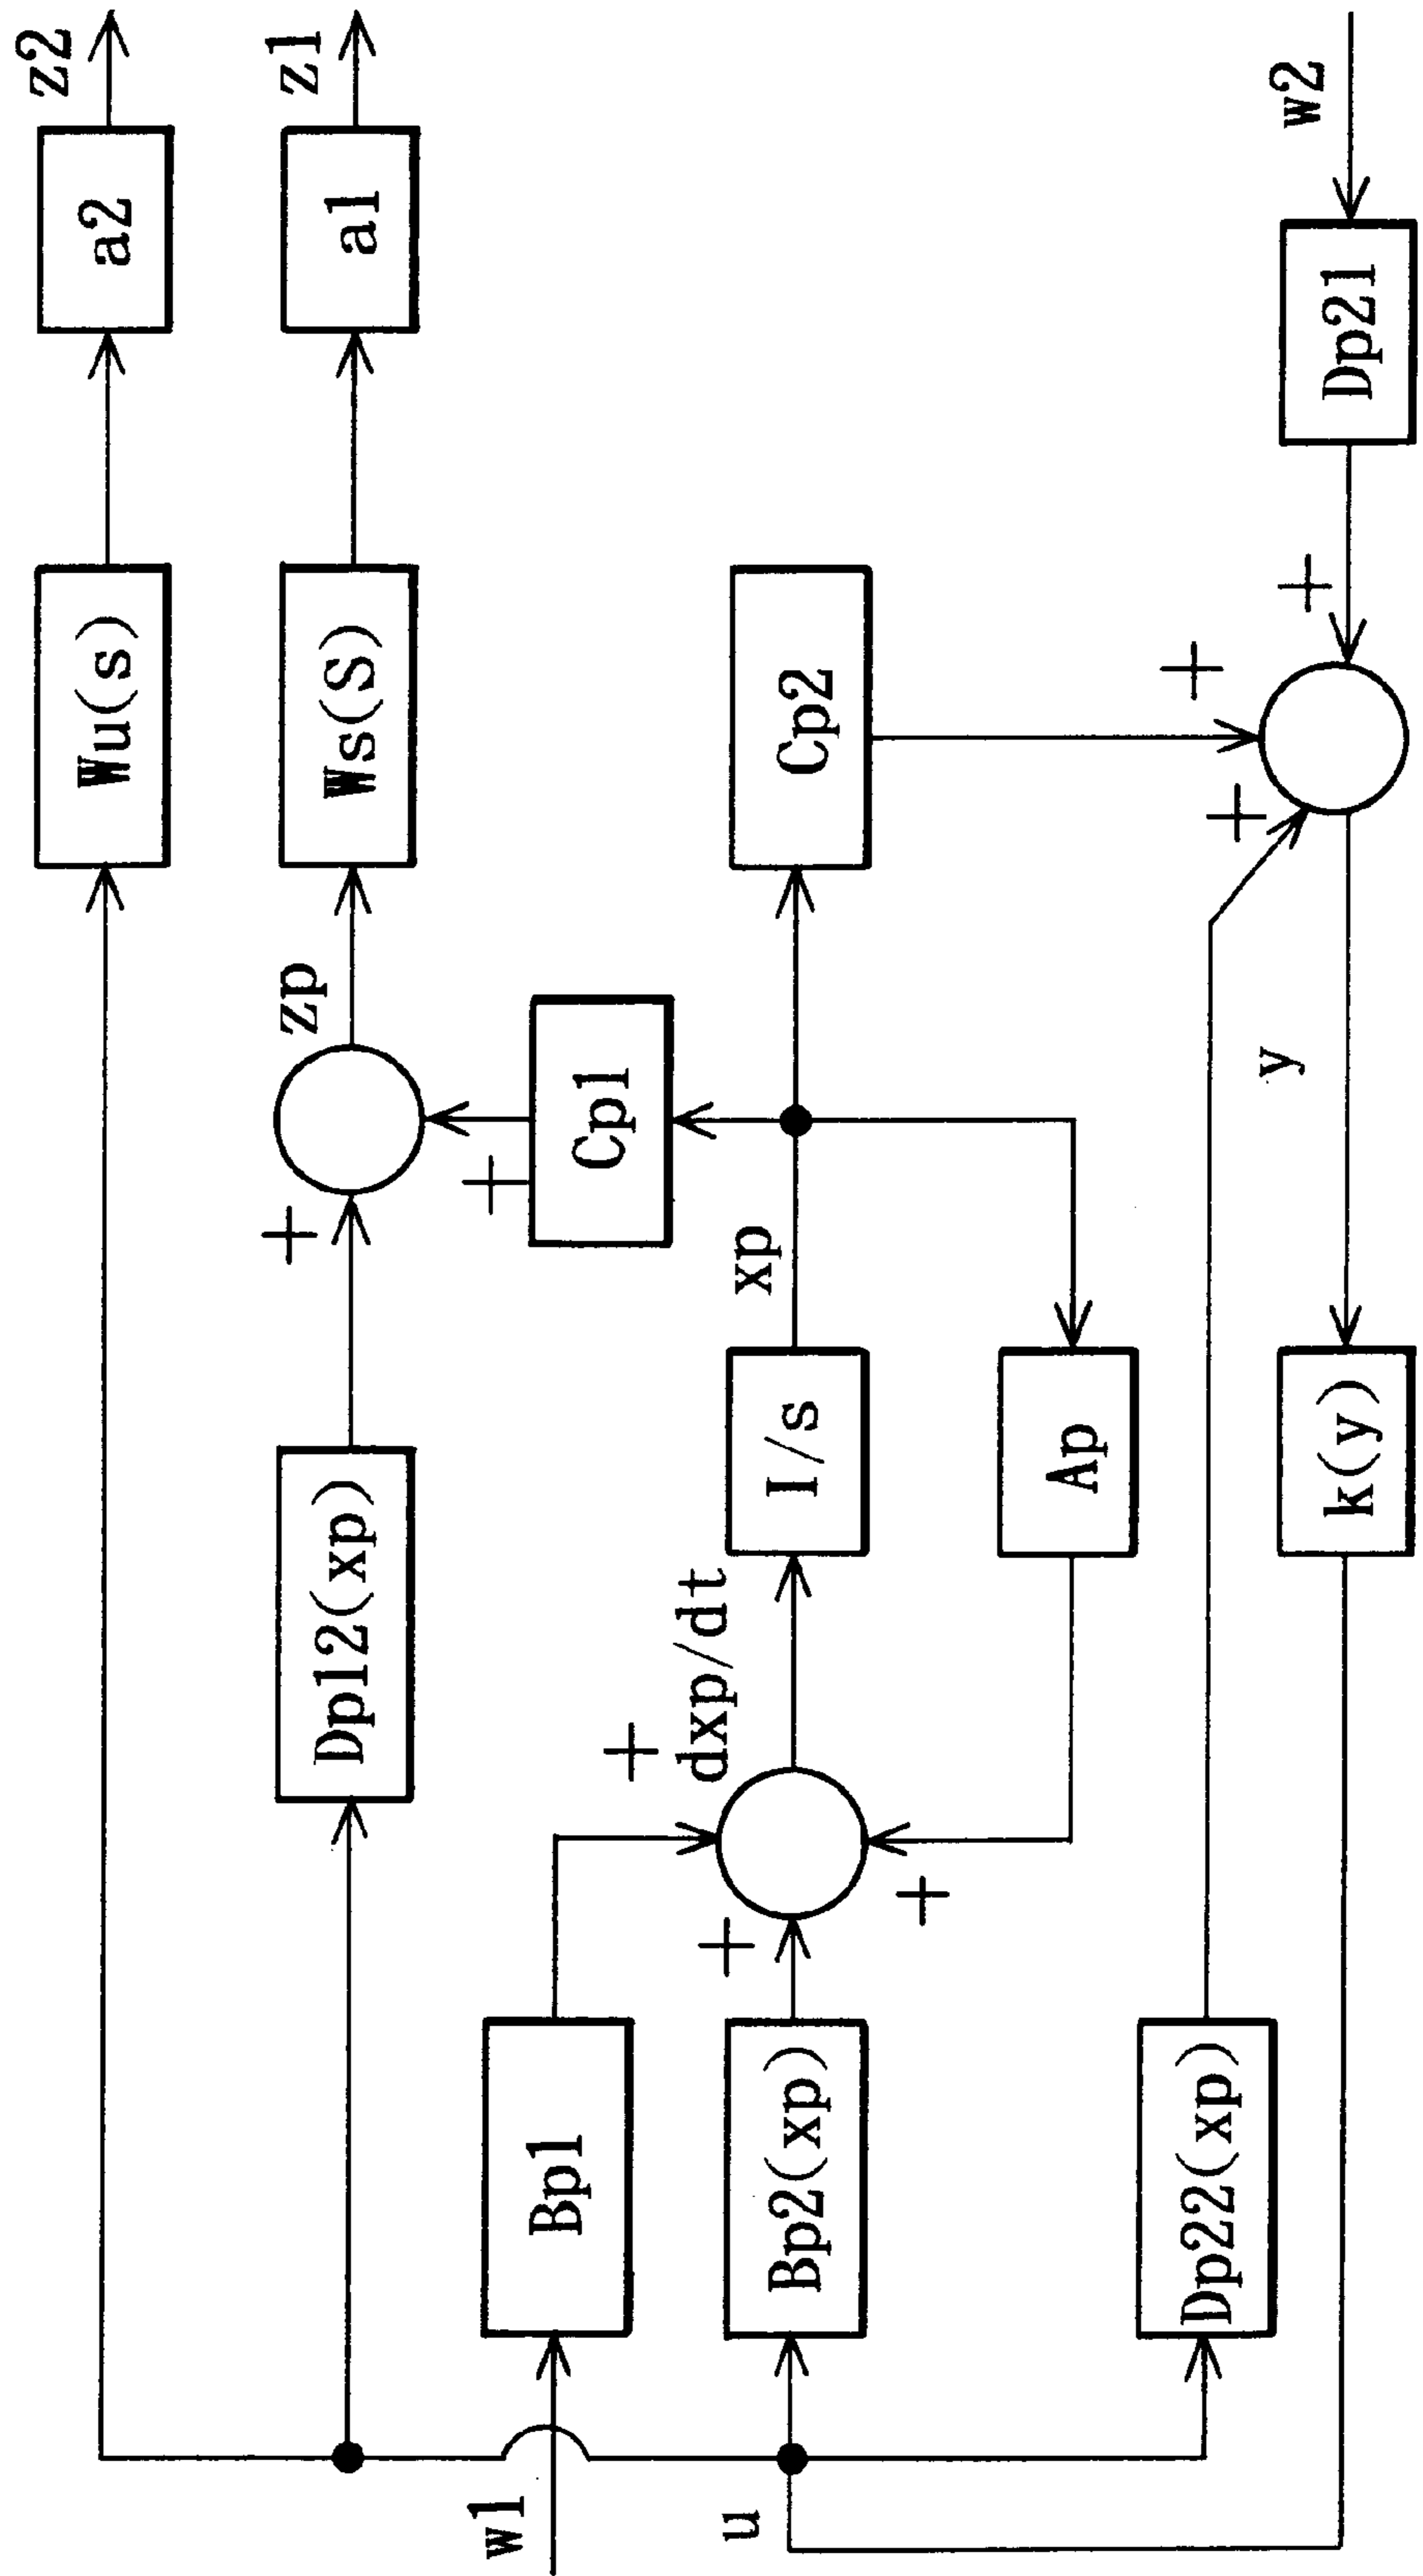 Wu(s)
a2
z2
Dp12(xp)
+
zp
Ws(S)
a1
z1
+
Cp1
w1
Bp1
+
dxp/dt
u
Bp2(xp)
+
I/s
xp
Cp2
+
Ap
+
Dp22(xp)
+
+
y
k(y)
Dp21
w2